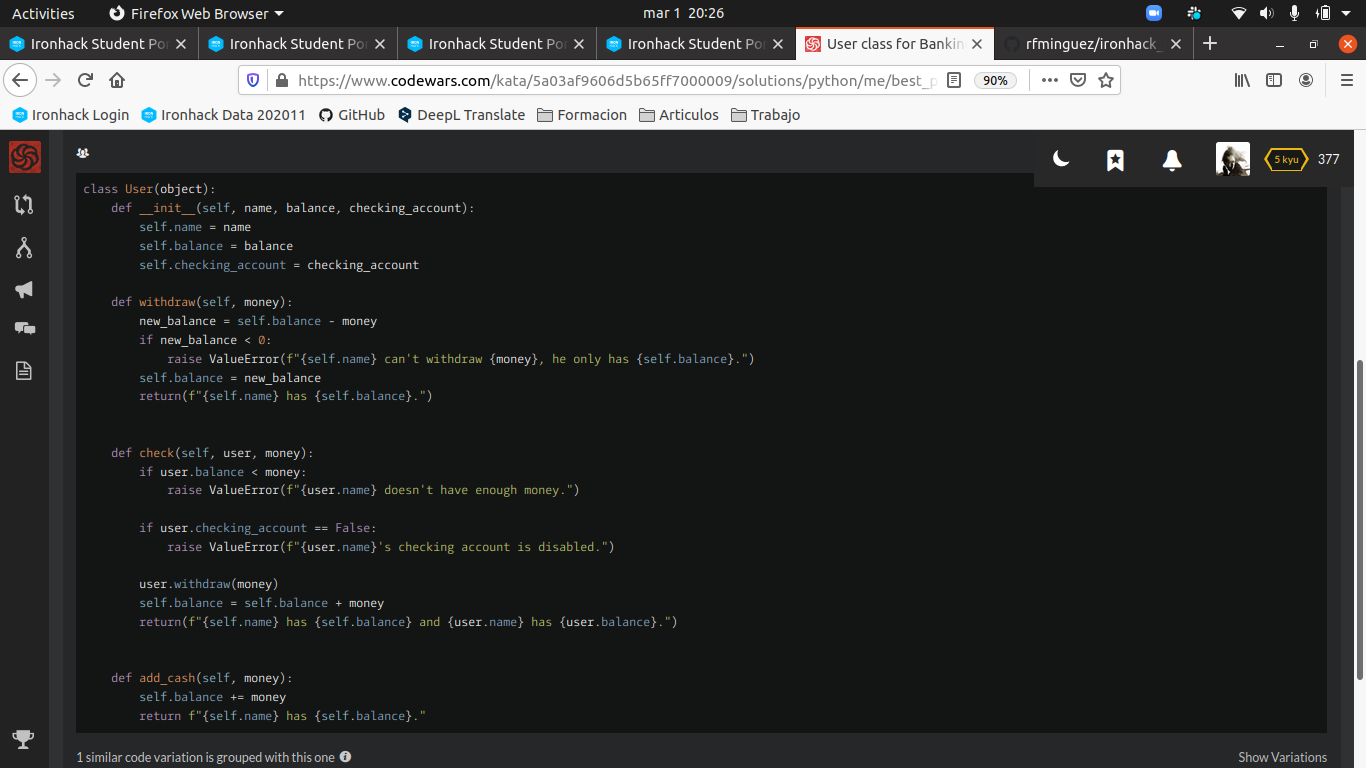 Activities
Firefox Web Browser
mar 1 20:26
Ironhack Student Por
Ironhack Student Por
Ironhack Student Por
Ironhack Student Por
User class for Bankin
rfminguez/ironhack_
https://www.codewars.com/kata/5a03af9606d5b65ff7000009/solutions/python/me/best_p
90%
Ironhack Login
Ironhack Data 202011
GitHub
DeepL Translate
Formacion
Articulos
Trabajo
5 kyu
377
class User(object):
    def __init__(self, name, balance, checking_account):
        self.name = name
        self.balance = balance
        self.checking_account = checking_account
    def withdraw(self, money):
        new_balance = self.balance - money
        if new_balance < 0:
            raise ValueError(f"{self.name} can't withdraw {money}, he only has {self.balance}.")
        self.balance = new_balance
        return(f"{self.name} has {self.balance}.")
    def check(self, user, money):
        if user.balance < money:
            raise ValueError(f"{user.name} doesn't have enough money.")
        if user.checking_account == False:
            raise ValueError(f"{user.name}'s checking account is disabled.")
        user.withdraw(money)
        self.balance = self.balance + money
        return(f"{self.name} has {self.balance} and {user.name} has {user.balance}.")
    def add_cash(self, money):
        self.balance += money
        return f"{self.name} has {self.balance}."
1 similar code variation is grouped with this one
Show Variations